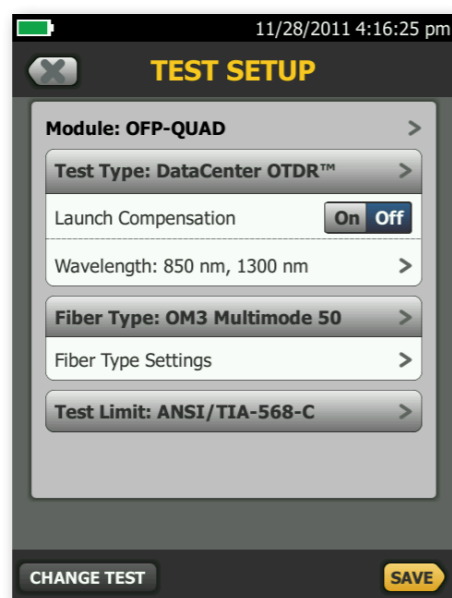 11/28/2011 4:16:25 pm
TEST SETUP
Module: OFP-QUAD >
Test Type: DataCenter OTDR™ >
Launch Compensation On Off
Wavelength: 850 nm, 1300 nm >
Fiber Type: OM3 Multimode 50 >
Fiber Type Settings >
Test Limit: ANSI/TIA-568-C >
CHANGE TEST SAVE